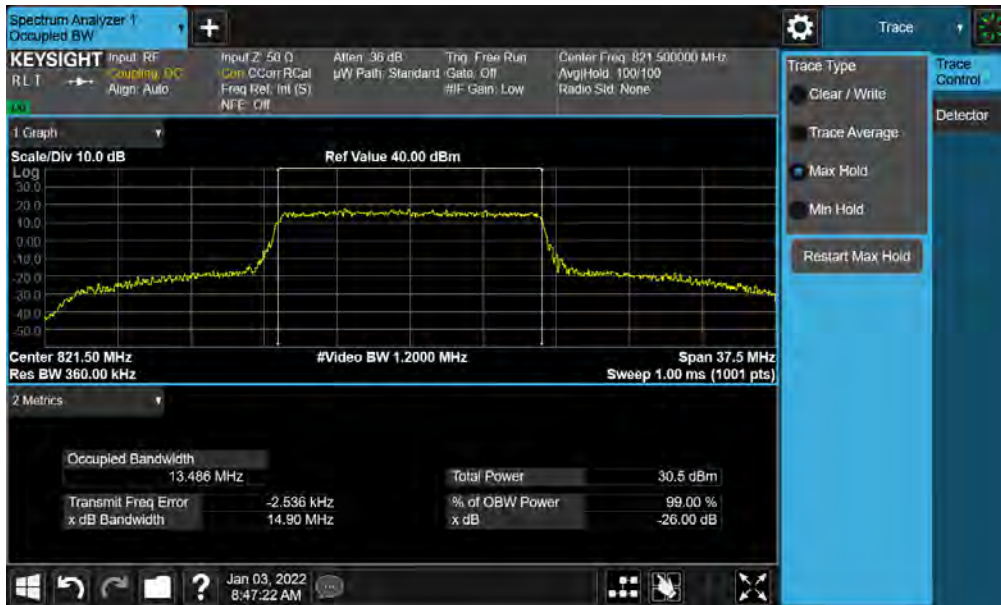 Spectrum Analyzer 1
Occupied BW
+
Trace
KEYSIGHT Input: RF
RLT
Coupling: DC
Align: Auto
Input Z: 50 Ω
Corr CCorr RCal
Freq Ref: Int (S)
NFE: Off
Atten: 36 dB
µW Path: Standard
Trig: Free Run
Gate: Off
#IF Gain: Low
Center Freq: 821.500000 MHz
Avg|Hold: 100/100
Radio Std: None
Trace Type
Clear / Write
Trace Average
Max Hold
Min Hold
Restart Max Hold
Trace
Control
Detector
1 Graph
Scale/Div 10.0 dB
Ref Value 40.00 dBm
Log
30.0
20.0
10.0
0.00
-10.0
-20.0
-30.0
-40.0
-50.0
Center 821.50 MHz
#Video BW 1.2000 MHz
Span 37.5 MHz
Res BW 360.00 kHz
Sweep 1.00 ms (1001 pts)
2 Metrics
Occupied Bandwidth
13.486 MHz
Total Power 30.5 dBm
Transmit Freq Error -2.536 kHz
% of OBW Power 99.00 %
x dB Bandwidth 14.90 MHz
x dB -26.00 dB
?
Jan 03, 2022
8:47:22 AM